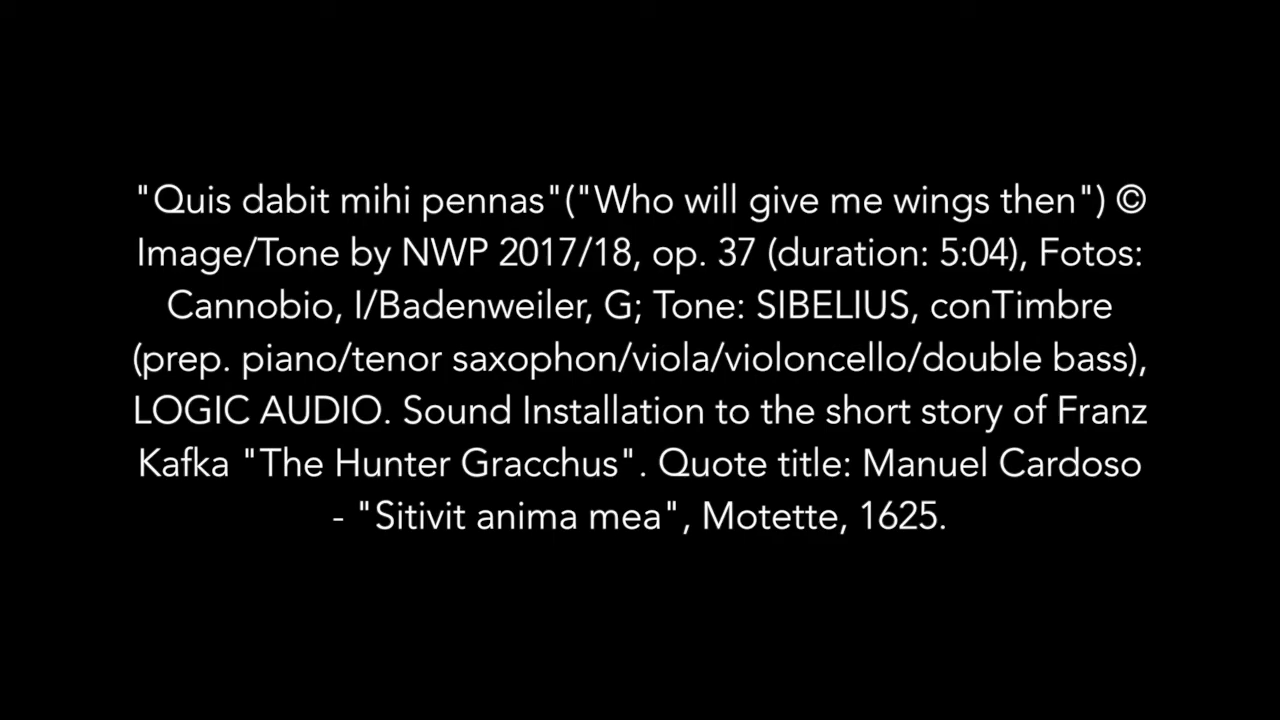 "Quis dabit mihi pennas"("Who will give me wings then") ©
Image/Tone by NWP 2017/18, op. 37 (duration: 5:04), Fotos:
Cannobio, I/Badenweiler, G; Tone: SIBELIUS, conTimbre
(prep. piano/tenor saxophon/viola/violoncello/double bass),
LOGIC AUDIO. Sound Installation to the short story of Franz
Kafka "The Hunter Gracchus". Quote title: Manuel Cardoso
- "Sitivit anima mea", Motette, 1625.